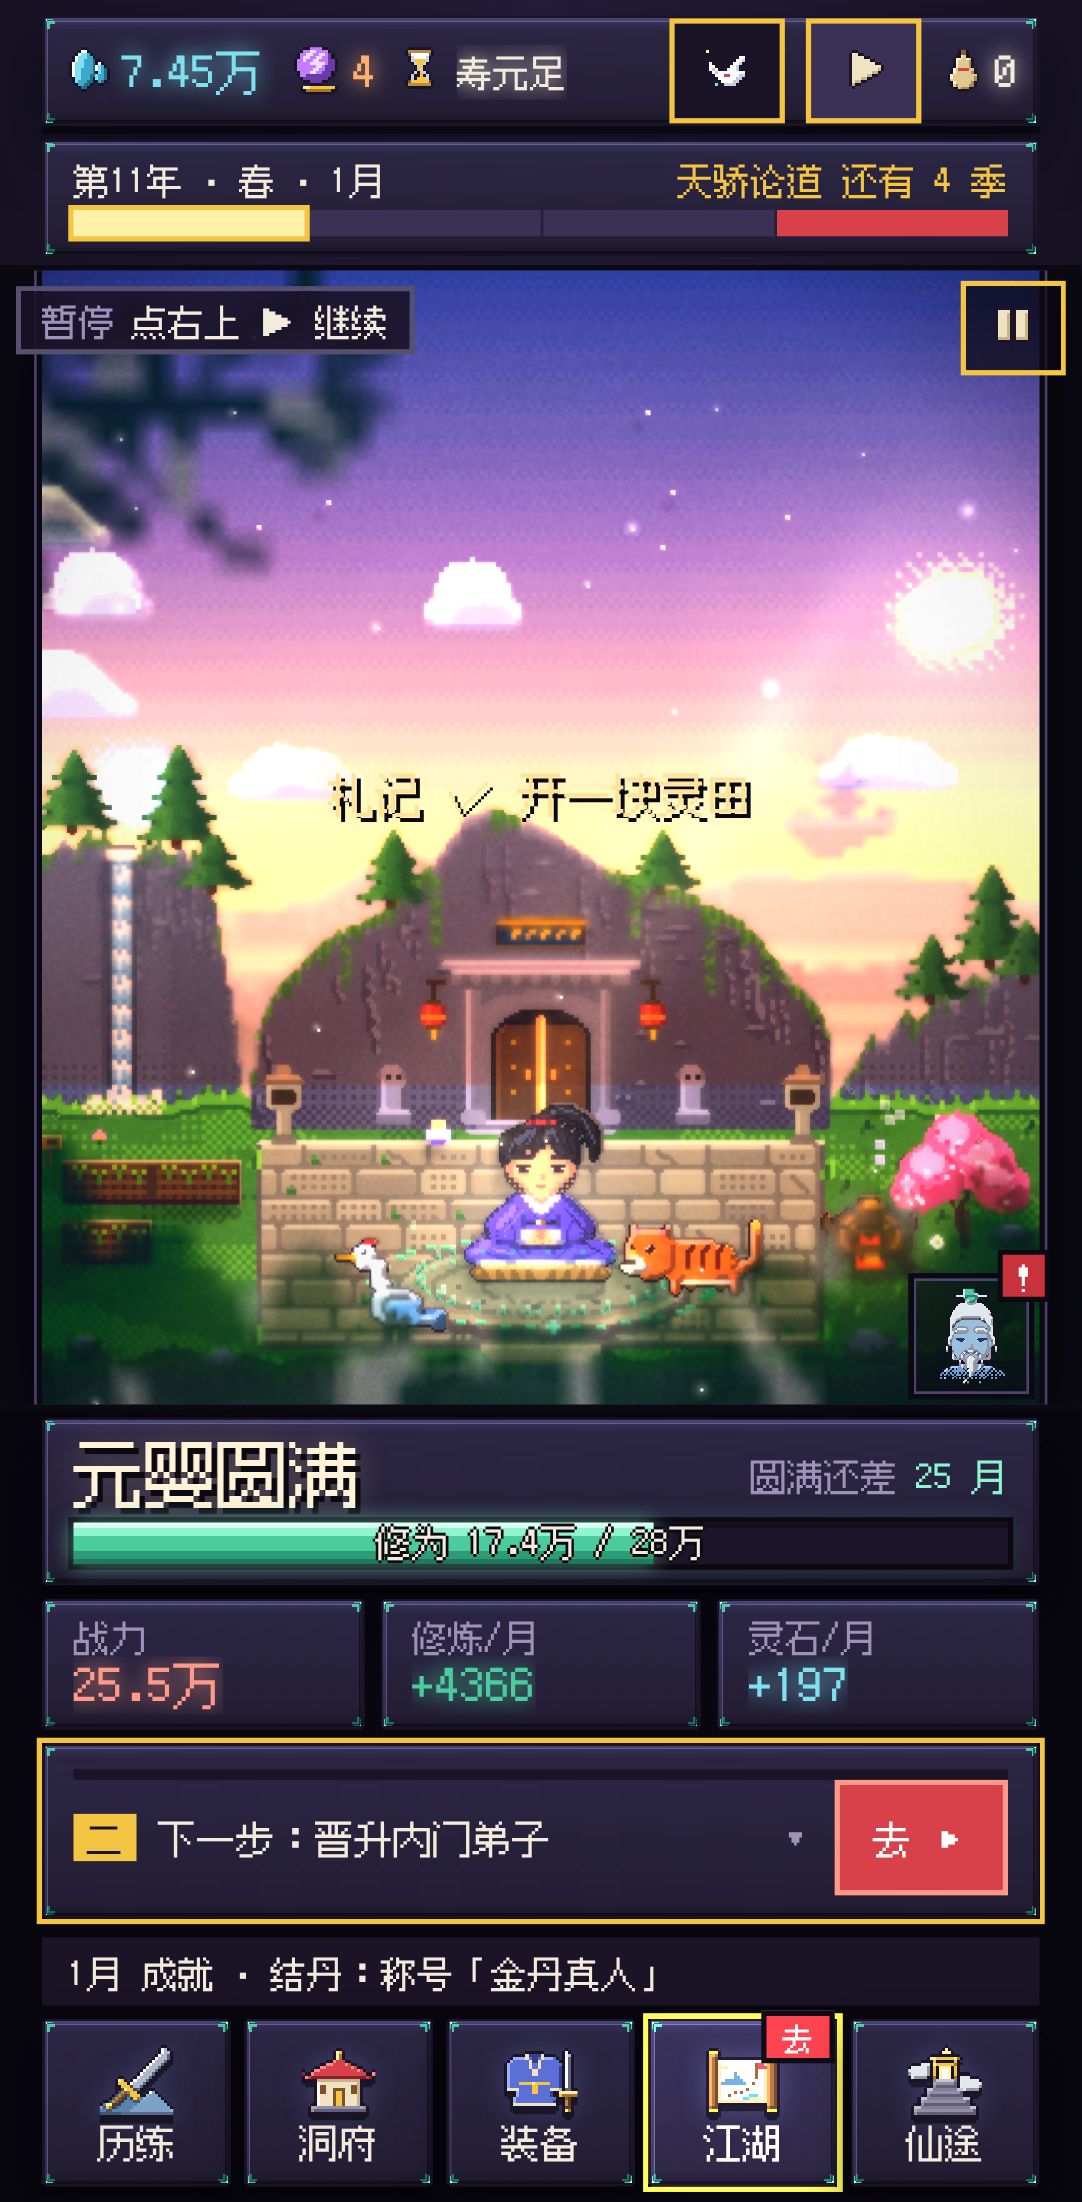 7.45万 4 寿元足 0
第11年 · 春 · 1月 天骄论道 还有 4 季
暂停 点右上 ▶ 继续
札记 ✓ 开一块灵田
!
元婴圆满 圆满还差 25 月
修为 17.4万 / 28万
战力 修炼/月 灵石/月
25.5万 +4366 +197
二 下一步：晋升内门弟子 ▼ 去 ▶
1月 成就 · 结丹：称号「金丹真人」
去
历练 洞府 装备 江湖 仙途